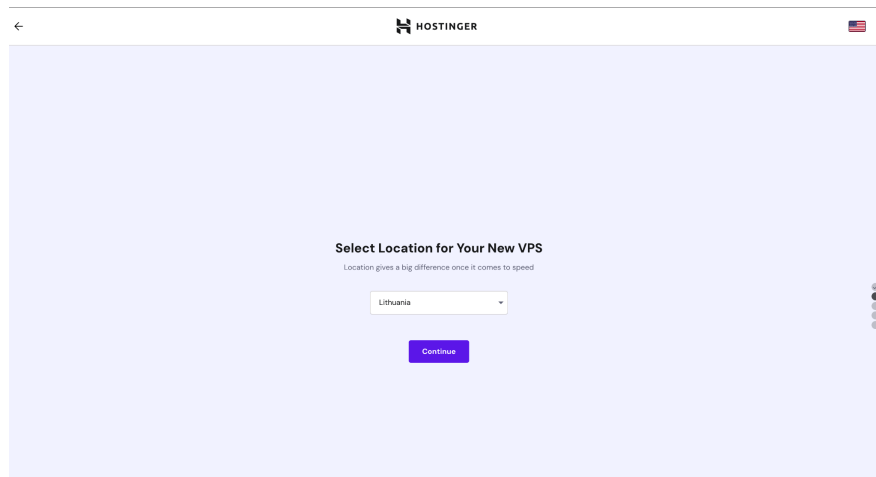 HOSTINGER
Select Location for Your New VPS
Location gives a big difference once it comes to speed
Lithuania
Continue